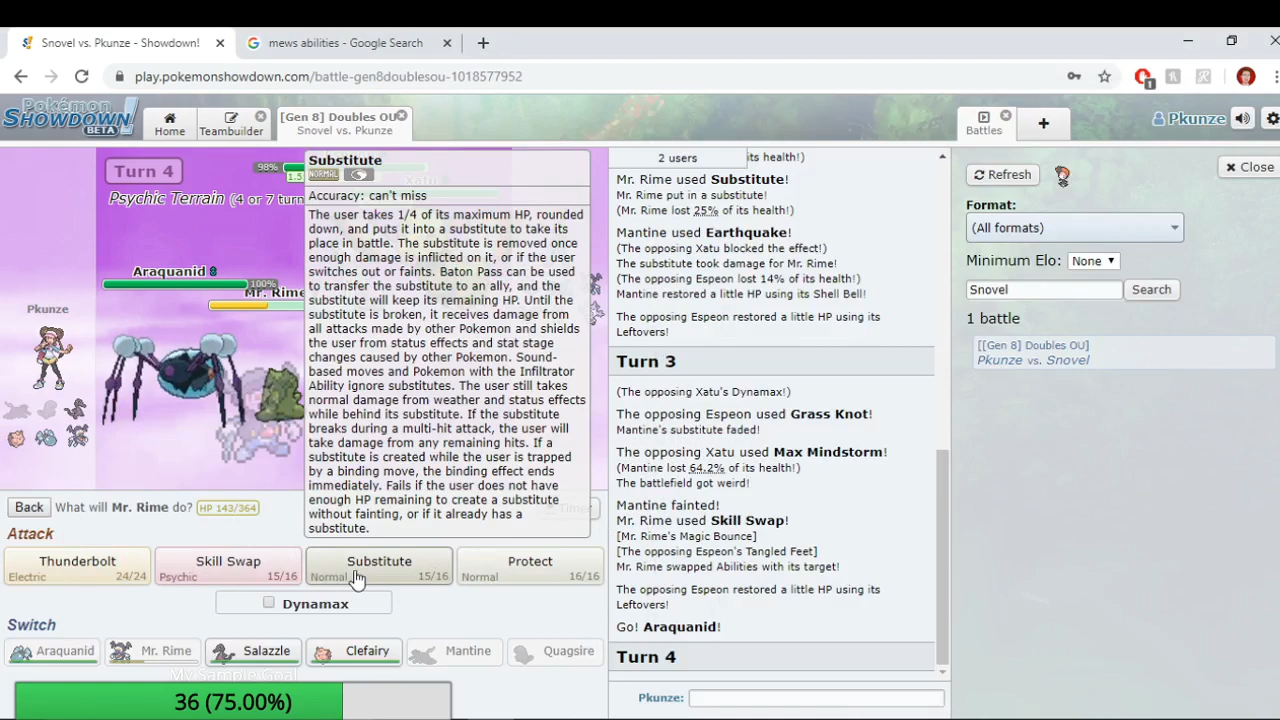 Snovel vs. Pkunze - Showdown!
mews abilities - Google Search
play.pokemonshowdown.com/battle-gen8doublesou-1018577952
1
Pokémon
SHOWDOWN!
BETA
Home
Teambuilder
[Gen 8] Doubles OU
Snovel vs. Pkunze
Battles
Pkunze
Turn 4
98%
Psychic Terrain (4 or 7 turn
Araquanid
100%
Mr. Rime
Pkunze
Substitute
NORMAL
Accuracy: can't miss
The user takes 1/4 of its maximum HP, rounded
down, and puts it into a substitute to take its
place in battle. The substitute is removed once
enough damage is inflicted on it, or if the user
switches out or faints. Baton Pass can be used
to transfer the substitute to an ally, and the
substitute will keep its remaining HP. Until the
substitute is broken, it receives damage from
all attacks made by other Pokemon and shields
the user from status effects and stat stage
changes caused by other Pokemon. Sound-
based moves and Pokemon with the Infiltrator
Ability ignore substitutes. The user still takes
normal damage from weather and status effects
while behind its substitute. If the substitute
breaks during a multi-hit attack, the user will
take damage from any remaining hits. If a
substitute is created while the user is trapped
by a binding move, the binding effect ends
immediately. Fails if the user does not have
enough HP remaining to create a substitute
without fainting, or if it already has a
substitute.
Back
What will Mr. Rime do?
HP 143/364
Timer
Attack
Thunderbolt
Electric 24/24
Skill Swap
Psychic 15/16
Substitute
Normal 15/16
Protect
Normal 16/16
Dynamax
Switch
Araquanid
Mr. Rime
Salazzle
Clefairy
Mantine
Quagsire
My Sample Goal
36 (75.00%)
2 users
its health!)
Mr. Rime used Substitute!
Mr. Rime put in a substitute!
(Mr. Rime lost 25% of its health!)
Mantine used Earthquake!
(The opposing Xatu blocked the effect!)
The substitute took damage for Mr. Rime!
(The opposing Espeon lost 14% of its health!)
Mantine restored a little HP using its Shell Bell!
The opposing Espeon restored a little HP using its
Leftovers!
Turn 3
(The opposing Xatu's Dynamax!)
The opposing Espeon used Grass Knot!
Mantine's substitute faded!
The opposing Xatu used Max Mindstorm!
(Mantine lost 64.2% of its health!)
The battlefield got weird!
Mantine fainted!
Mr. Rime used Skill Swap!
[Mr. Rime's Magic Bounce]
[The opposing Espeon's Tangled Feet]
Mr. Rime swapped Abilities with its target!
The opposing Espeon restored a little HP using its
Leftovers!
Go! Araquanid!
Turn 4
Pkunze:
Refresh
Close
Format:
(All formats)
Minimum Elo: None
Snovel
Search
1 battle
[[Gen 8] Doubles OU]
Pkunze vs. Snovel